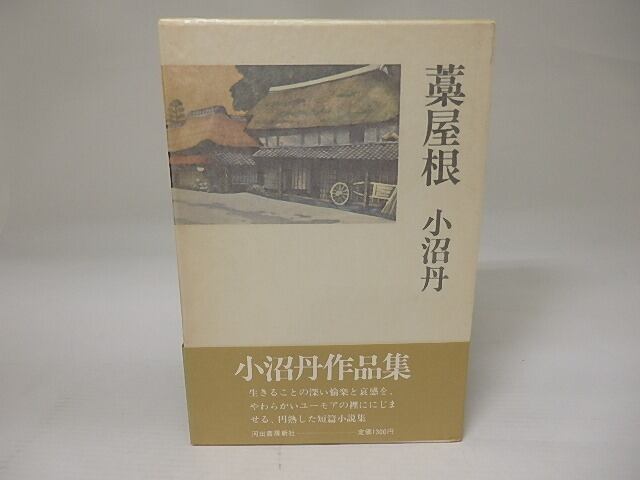 藁屋根
小沼丹
小沼丹作品集
生きることの深い愉楽と哀感を、
やわらかいユーモアの裡ににじま
せる、円熟した短篇小説集
河出書房新社 定価1300円